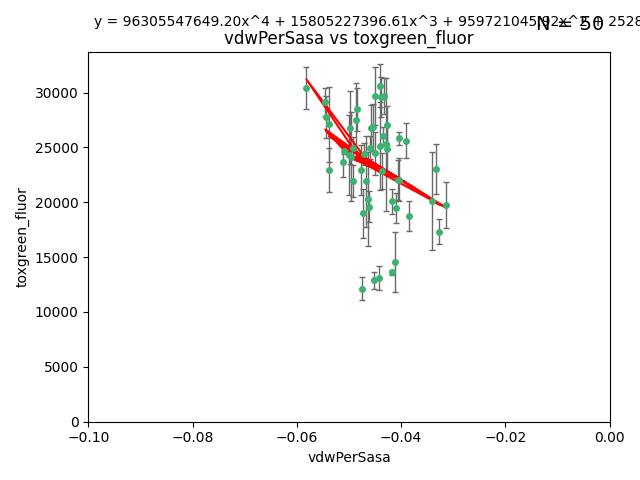 y = 96305547649.20x^4 + 15805227396.61x^3 +
N = 50
vdwPerSasa vs toxgreen_fluor
toxgreen_fluor
30000
25000
20000
15000
10000
5000
0
−0.10 −0.08 −0.06 −0.04 −0.02 0.00
vdwPerSasa